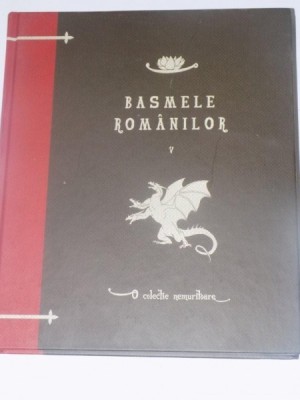 BASMELE
ROMÂNILOR
V
O colecție nemuritoare